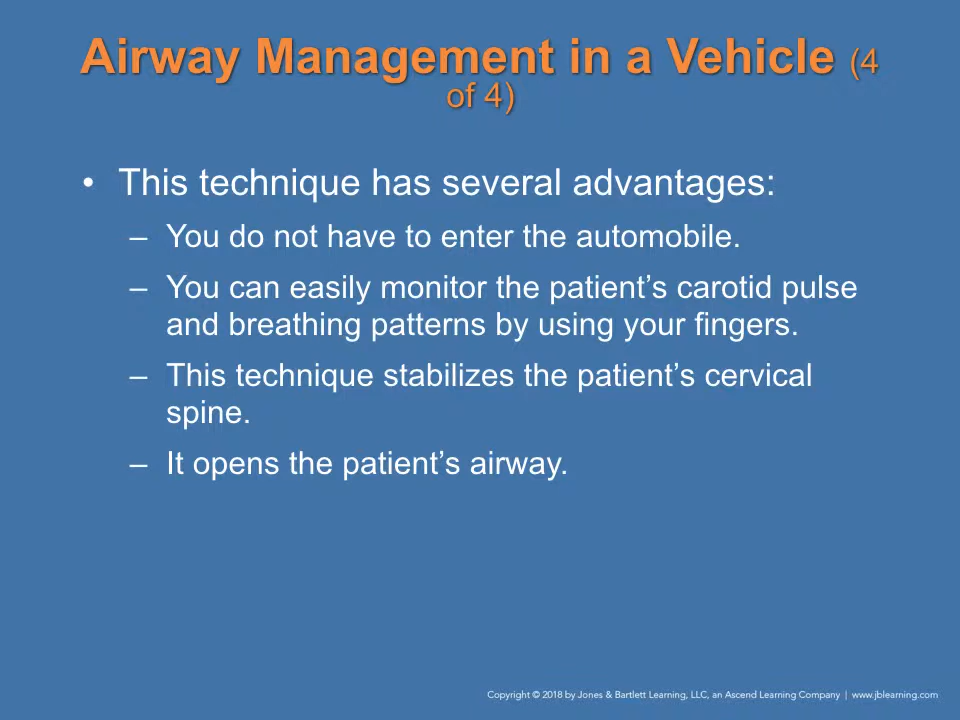 Airway Management in a Vehicle (4
of 4)
• This technique has several advantages:
– You do not have to enter the automobile.
– You can easily monitor the patient’s carotid pulse
and breathing patterns by using your fingers.
– This technique stabilizes the patient’s cervical
spine.
– It opens the patient’s airway.
Copyright © 2018 by Jones & Bartlett Learning, LLC, an Ascend Learning Company | www.jblearning.com